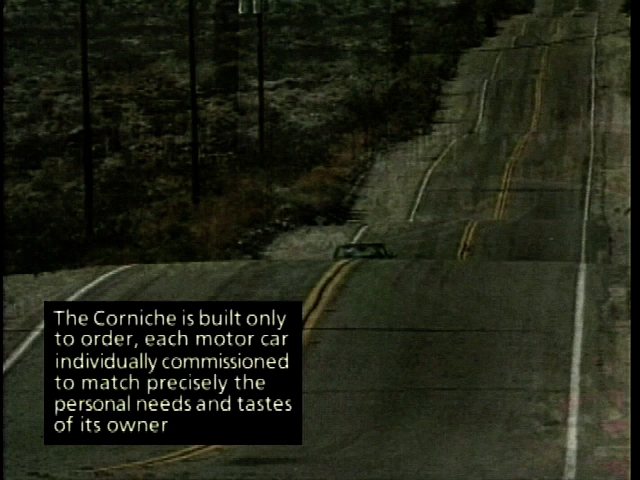 The Corniche is built only
to order, each motor car
individually commissioned
to match precisely the
personal needs and tastes
of its owner